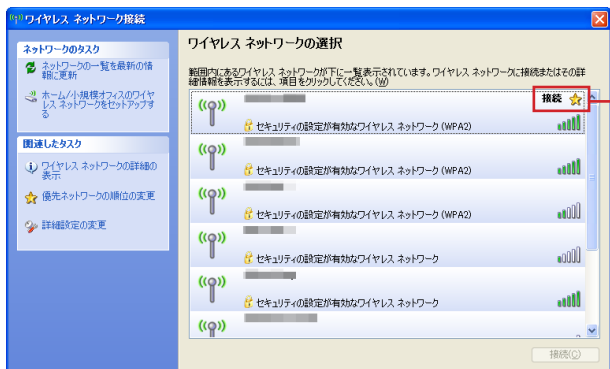 ワイヤレス ネットワーク接続
ネットワークのタスク
ネットワークの一覧を最新の情
報に更新
ホーム/小規模オフィスのワイヤ
レス ネットワークをセットアップす
る
関連したタスク
ワイヤレス ネットワークの詳細の
表示
優先ネットワークの順位の変更
詳細設定の変更
ワイヤレス ネットワークの選択
範囲内にあるワイヤレス ネットワークが下に一覧表示されています。ワイヤレス ネットワークに接続またはその詳
細情報を表示するには、項目をクリックしてください。(W)
接続
セキュリティの設定が有効なワイヤレス ネットワーク (WPA2)
セキュリティの設定が有効なワイヤレス ネットワーク (WPA2)
セキュリティの設定が有効なワイヤレス ネットワーク (WPA2)
セキュリティの設定が有効なワイヤレス ネットワーク
セキュリティの設定が有効なワイヤレス ネットワーク
接続(C)